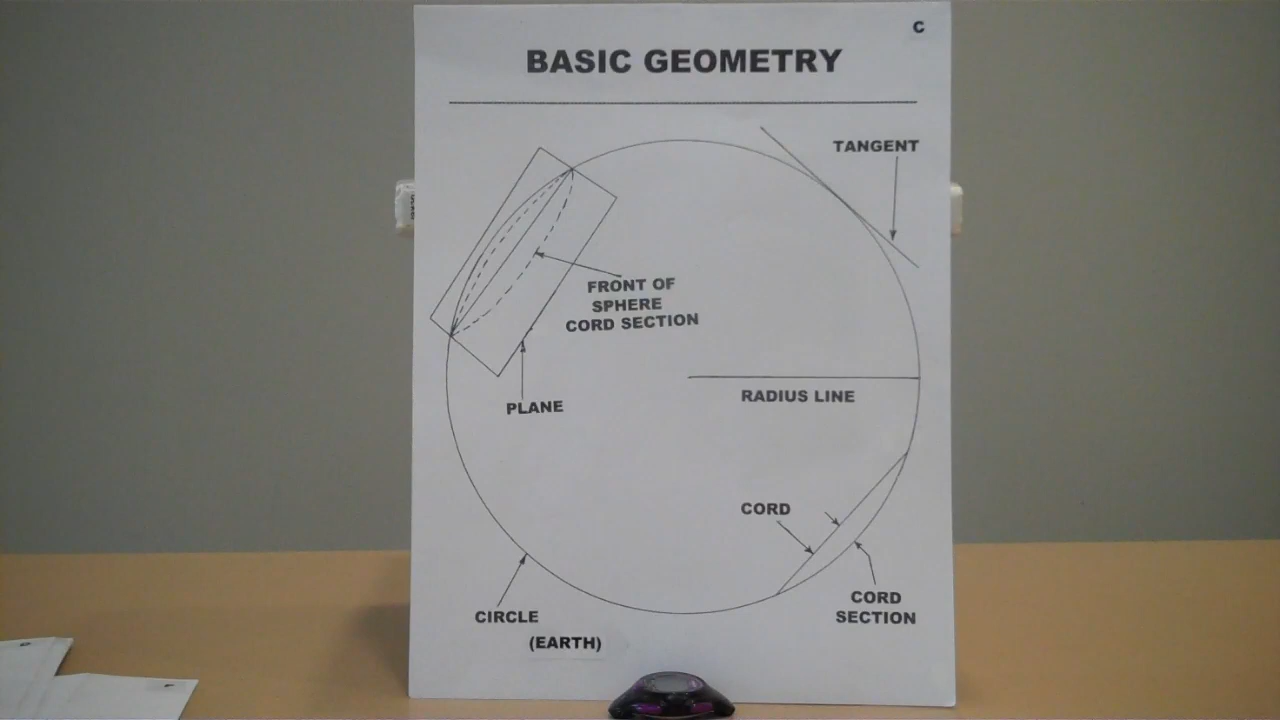 C
BASIC GEOMETRY
TANGENT
FRONT OF
SPHERE
CORD SECTION
PLANE
RADIUS LINE
CORD
CORD
SECTION
CIRCLE
(EARTH)